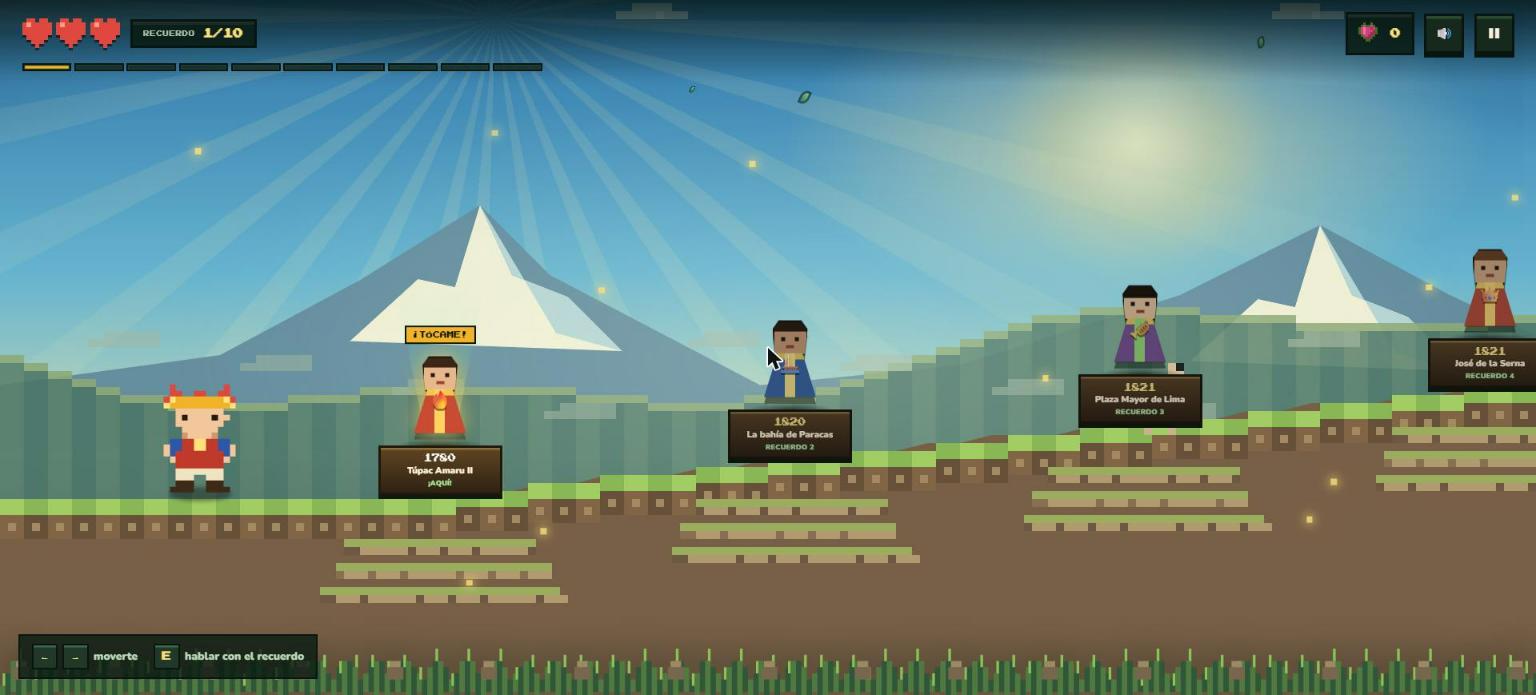 RECUERDO 1/10
0
¡TóCAME!
1780
Túpac Amaru II
¡AQUÍ!
1820
La bahía de Paracas
RECUERDO 2
1821
Plaza Mayor de Lima
RECUERDO 3
1821
José de la Serna
RECUERDO 4
← → moverte E hablar con el recuerdo